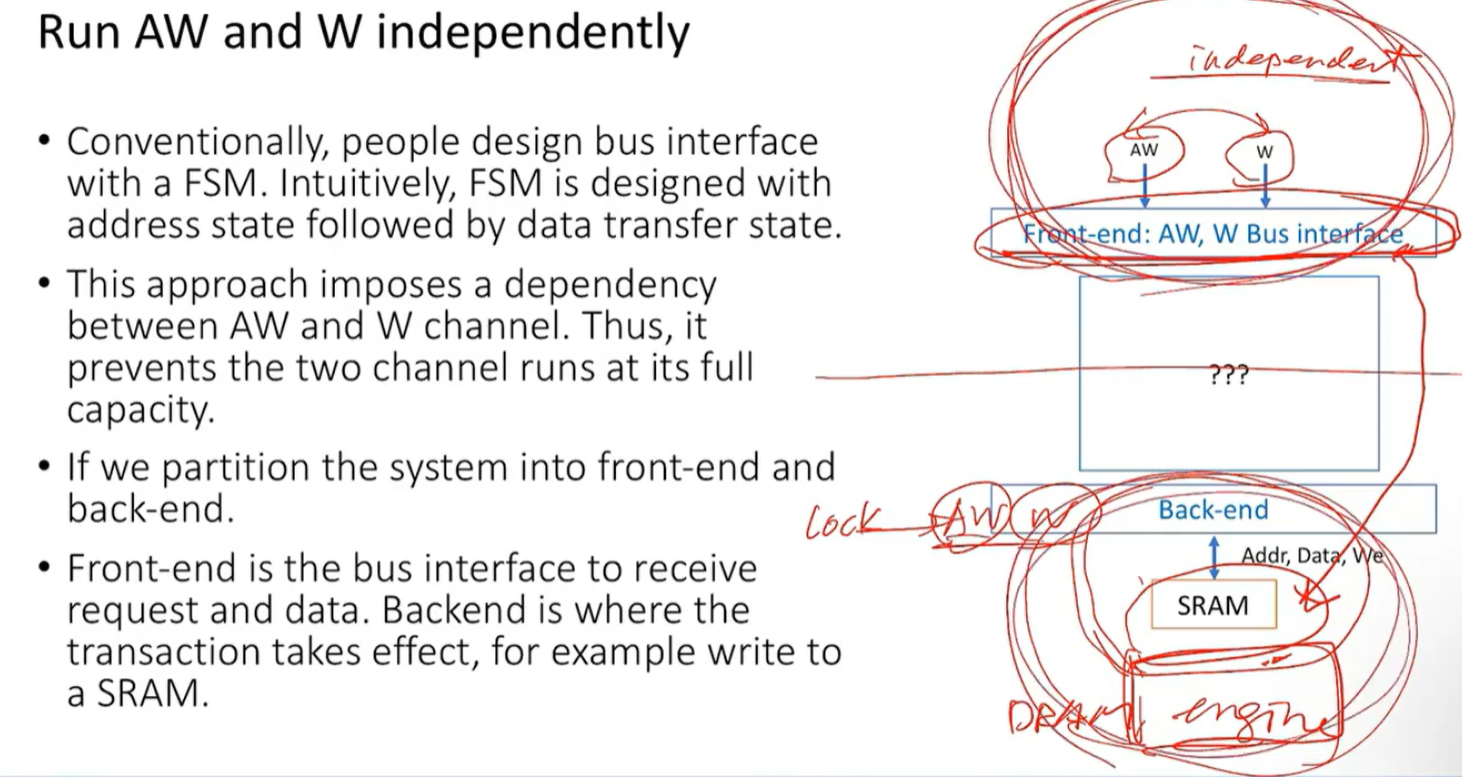 Run AW and W independently
• Conventionally, people design bus interface
with a FSM. Intuitively, FSM is designed with
address state followed by data transfer state.
• This approach imposes a dependency
between AW and W channel. Thus, it
prevents the two channel runs at its full
capacity.
• If we partition the system into front-end and
back-end.
• Front-end is the bus interface to receive
request and data. Backend is where the
transaction takes effect, for example write to
a SRAM.
independent
AW W
Front-end: AW, W Bus interface
???
Lock AW W
Back-end
Addr, Data, We
SRAM
DRAM engine